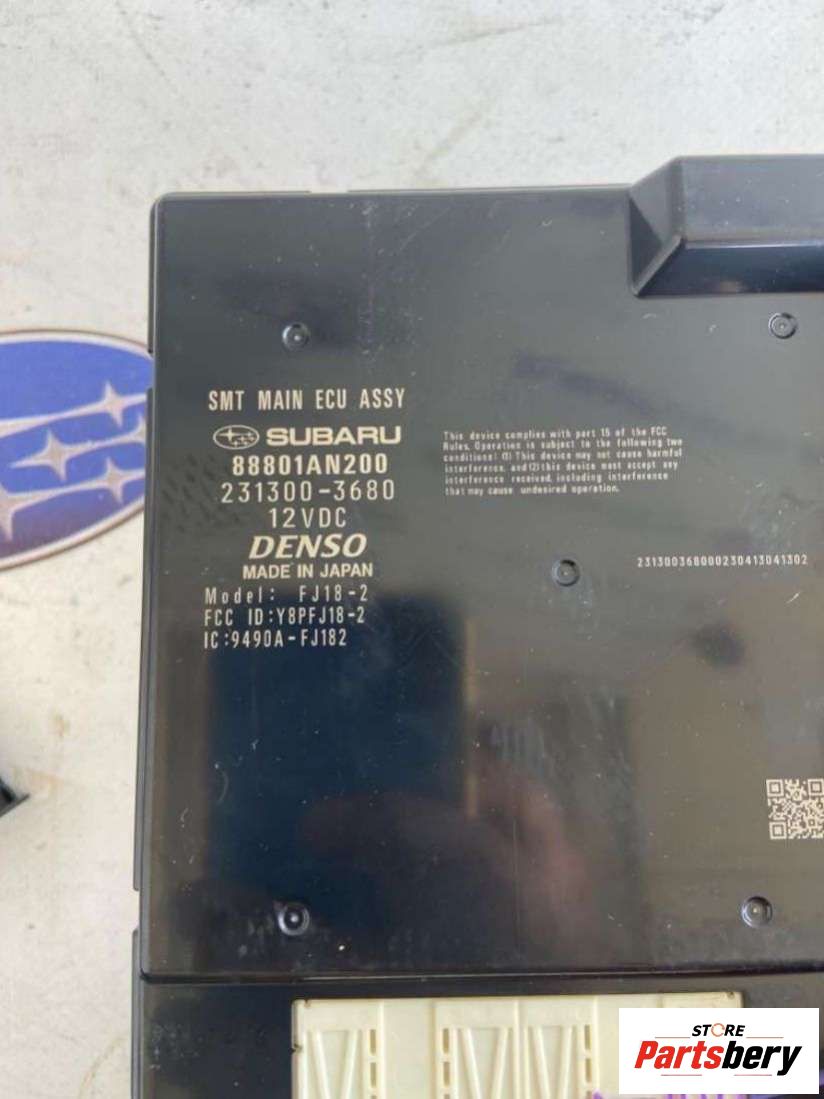 SMT MAIN ECU ASSY
SUBARU
88801AN200
231300-3680
12VDC
DENSO
MADE IN JAPAN
Model: FJ18-2
FCC ID:Y8PFJ18-2
IC:9490A-FJ182
This device complies with part 15 of the FCC
Rules. Operation is subject to the following two
conditions: (1) This device may not cause harmful
interference, and (2) this device must accept any
interference received, including interference
that may cause undesired operation.
231300368000230413041302
STORE
Partsbery